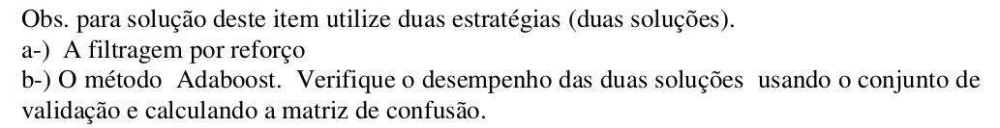 Obs. para solução deste item utilize duas estratégias (duas soluções).
a-) A filtragem por reforço
b-) O método Adaboost. Verifique o desempenho das duas soluções usando o conjunto de
validação e calculando a matriz de confusão.